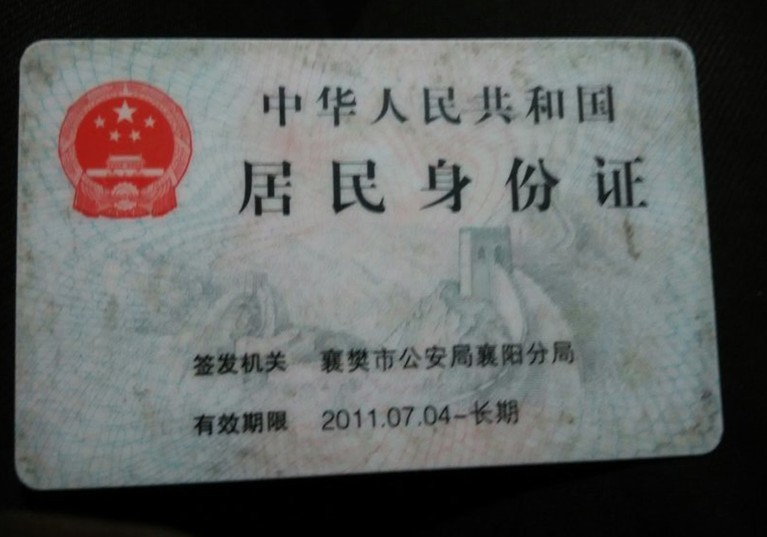 中华人民共和国
居民身份证
签发机关 襄樊市公安局襄阳分局
有效期限 2011.07.04-长期